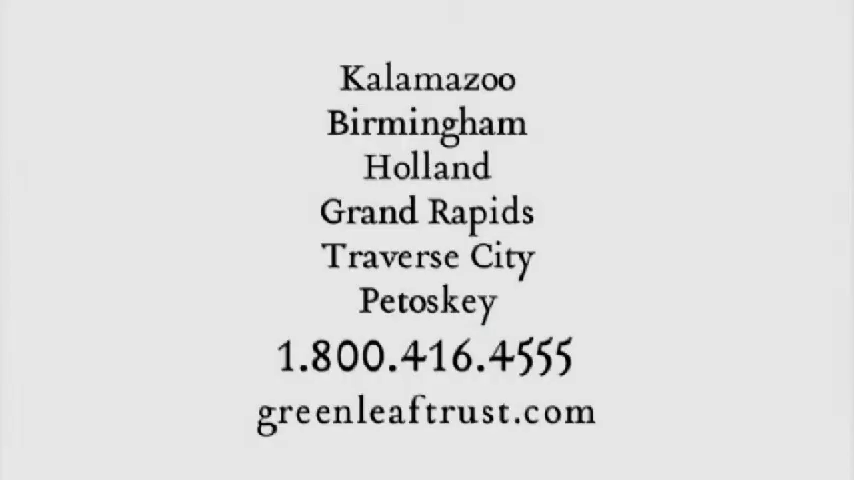 Kalamazoo
Birmingham
Holland
Grand Rapids
Traverse City
Petoskey
1.800.416.4555
greenleaftrust.com